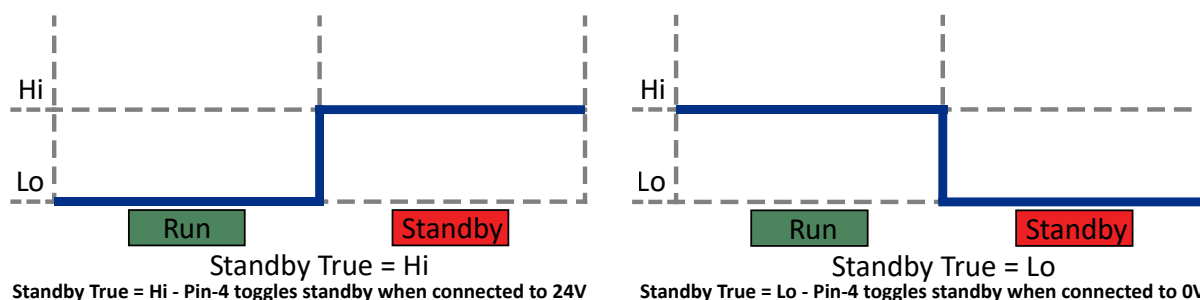 Hi
Lo
Run
Standby
Standby True = Hi
Standby True = Hi - Pin-4 toggles standby when connected to 24V
Hi
Lo
Run
Standby
Standby True = Lo
Standby True = Lo - Pin-4 toggles standby when connected to 0V